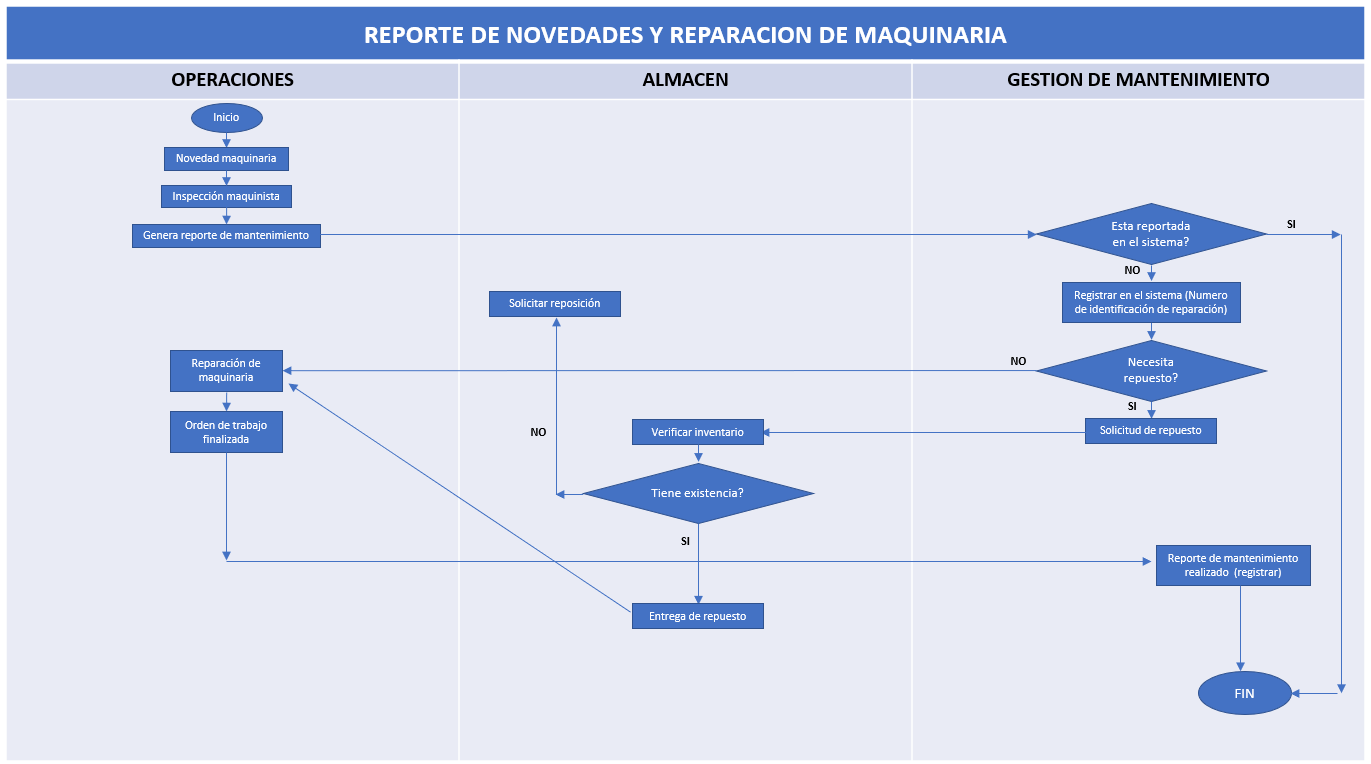 REPORTE DE NOVEDADES Y REPARACION DE MAQUINARIA
OPERACIONES
ALMACEN
GESTION DE MANTENIMIENTO
Inicio
Novedad maquinaria
Inspección maquinista
Genera reporte de mantenimiento
Esta reportada
en el sistema?
SI
NO
Registrar en el sistema (Numero
de identificación de reparación)
Solicitar reposición
Necesita
repuesto?
NO
SI
Reparación de
maquinaria
Orden de trabajo
finalizada
Solicitud de repuesto
Verificar inventario
NO
Tiene existencia?
SI
Entrega de repuesto
Reporte de mantenimiento
realizado (registrar)
FIN